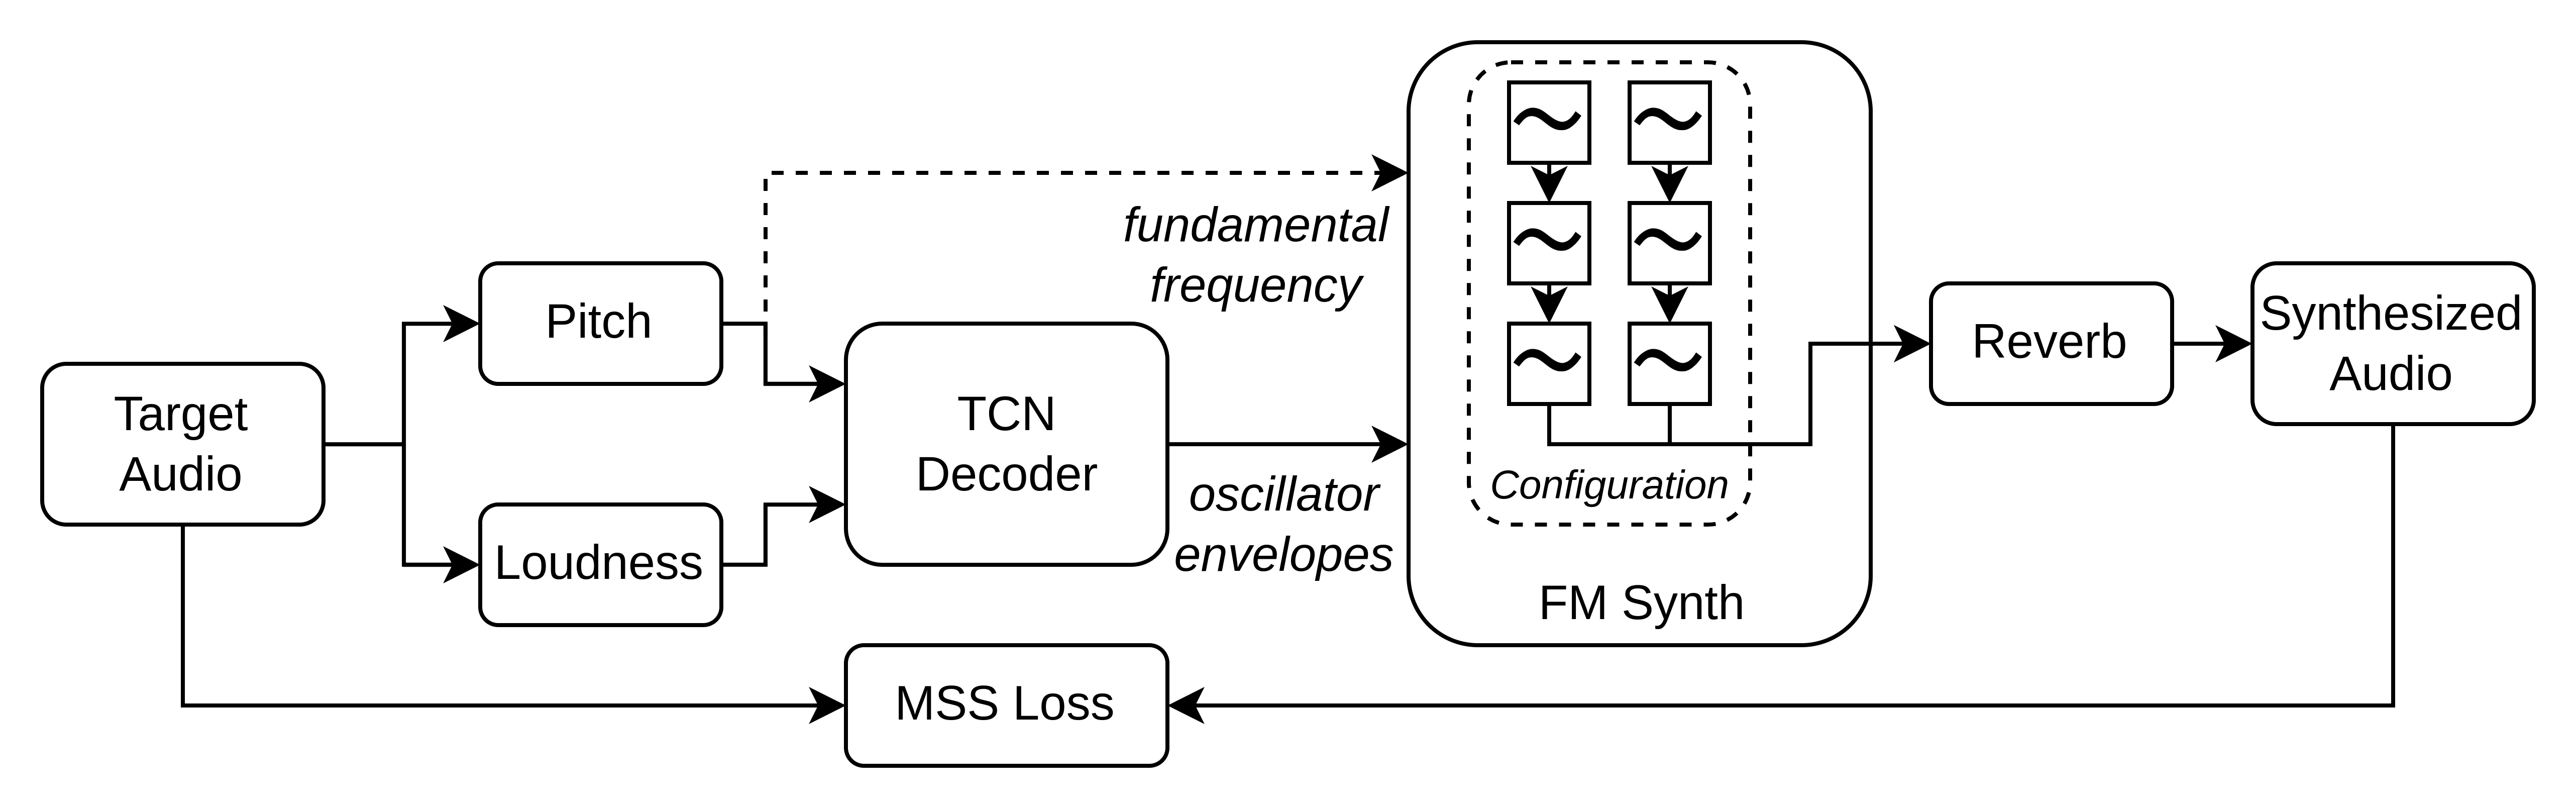 Target
Audio
Pitch
Loudness
TCN
Decoder
fundamental
frequency
oscillator
envelopes
Configuration
FM Synth
Reverb
Synthesized
Audio
MSS Loss